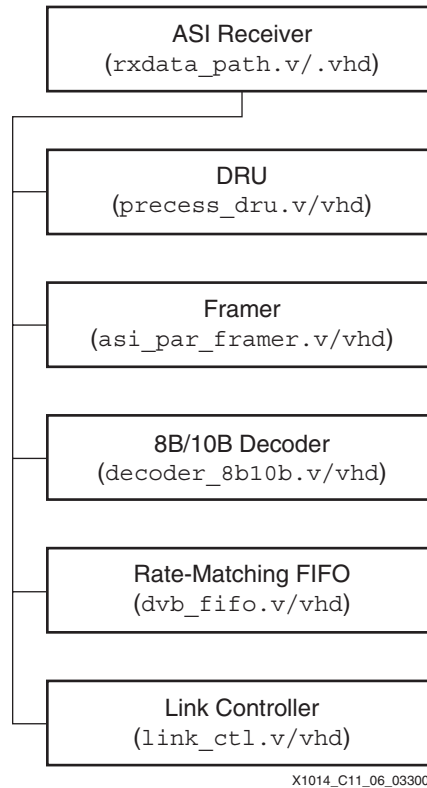 ASI Receiver
(rxdata_path.v/.vhd)
DRU
(precess_dru.v/vhd)
Framer
(asi_par_framer.v/vhd)
8B/10B Decoder
(decoder_8b10b.v/vhd)
Rate-Matching FIFO
(dvb_fifo.v/vhd)
Link Controller
(link_ctl.v/vhd)
X1014_C11_06_03300